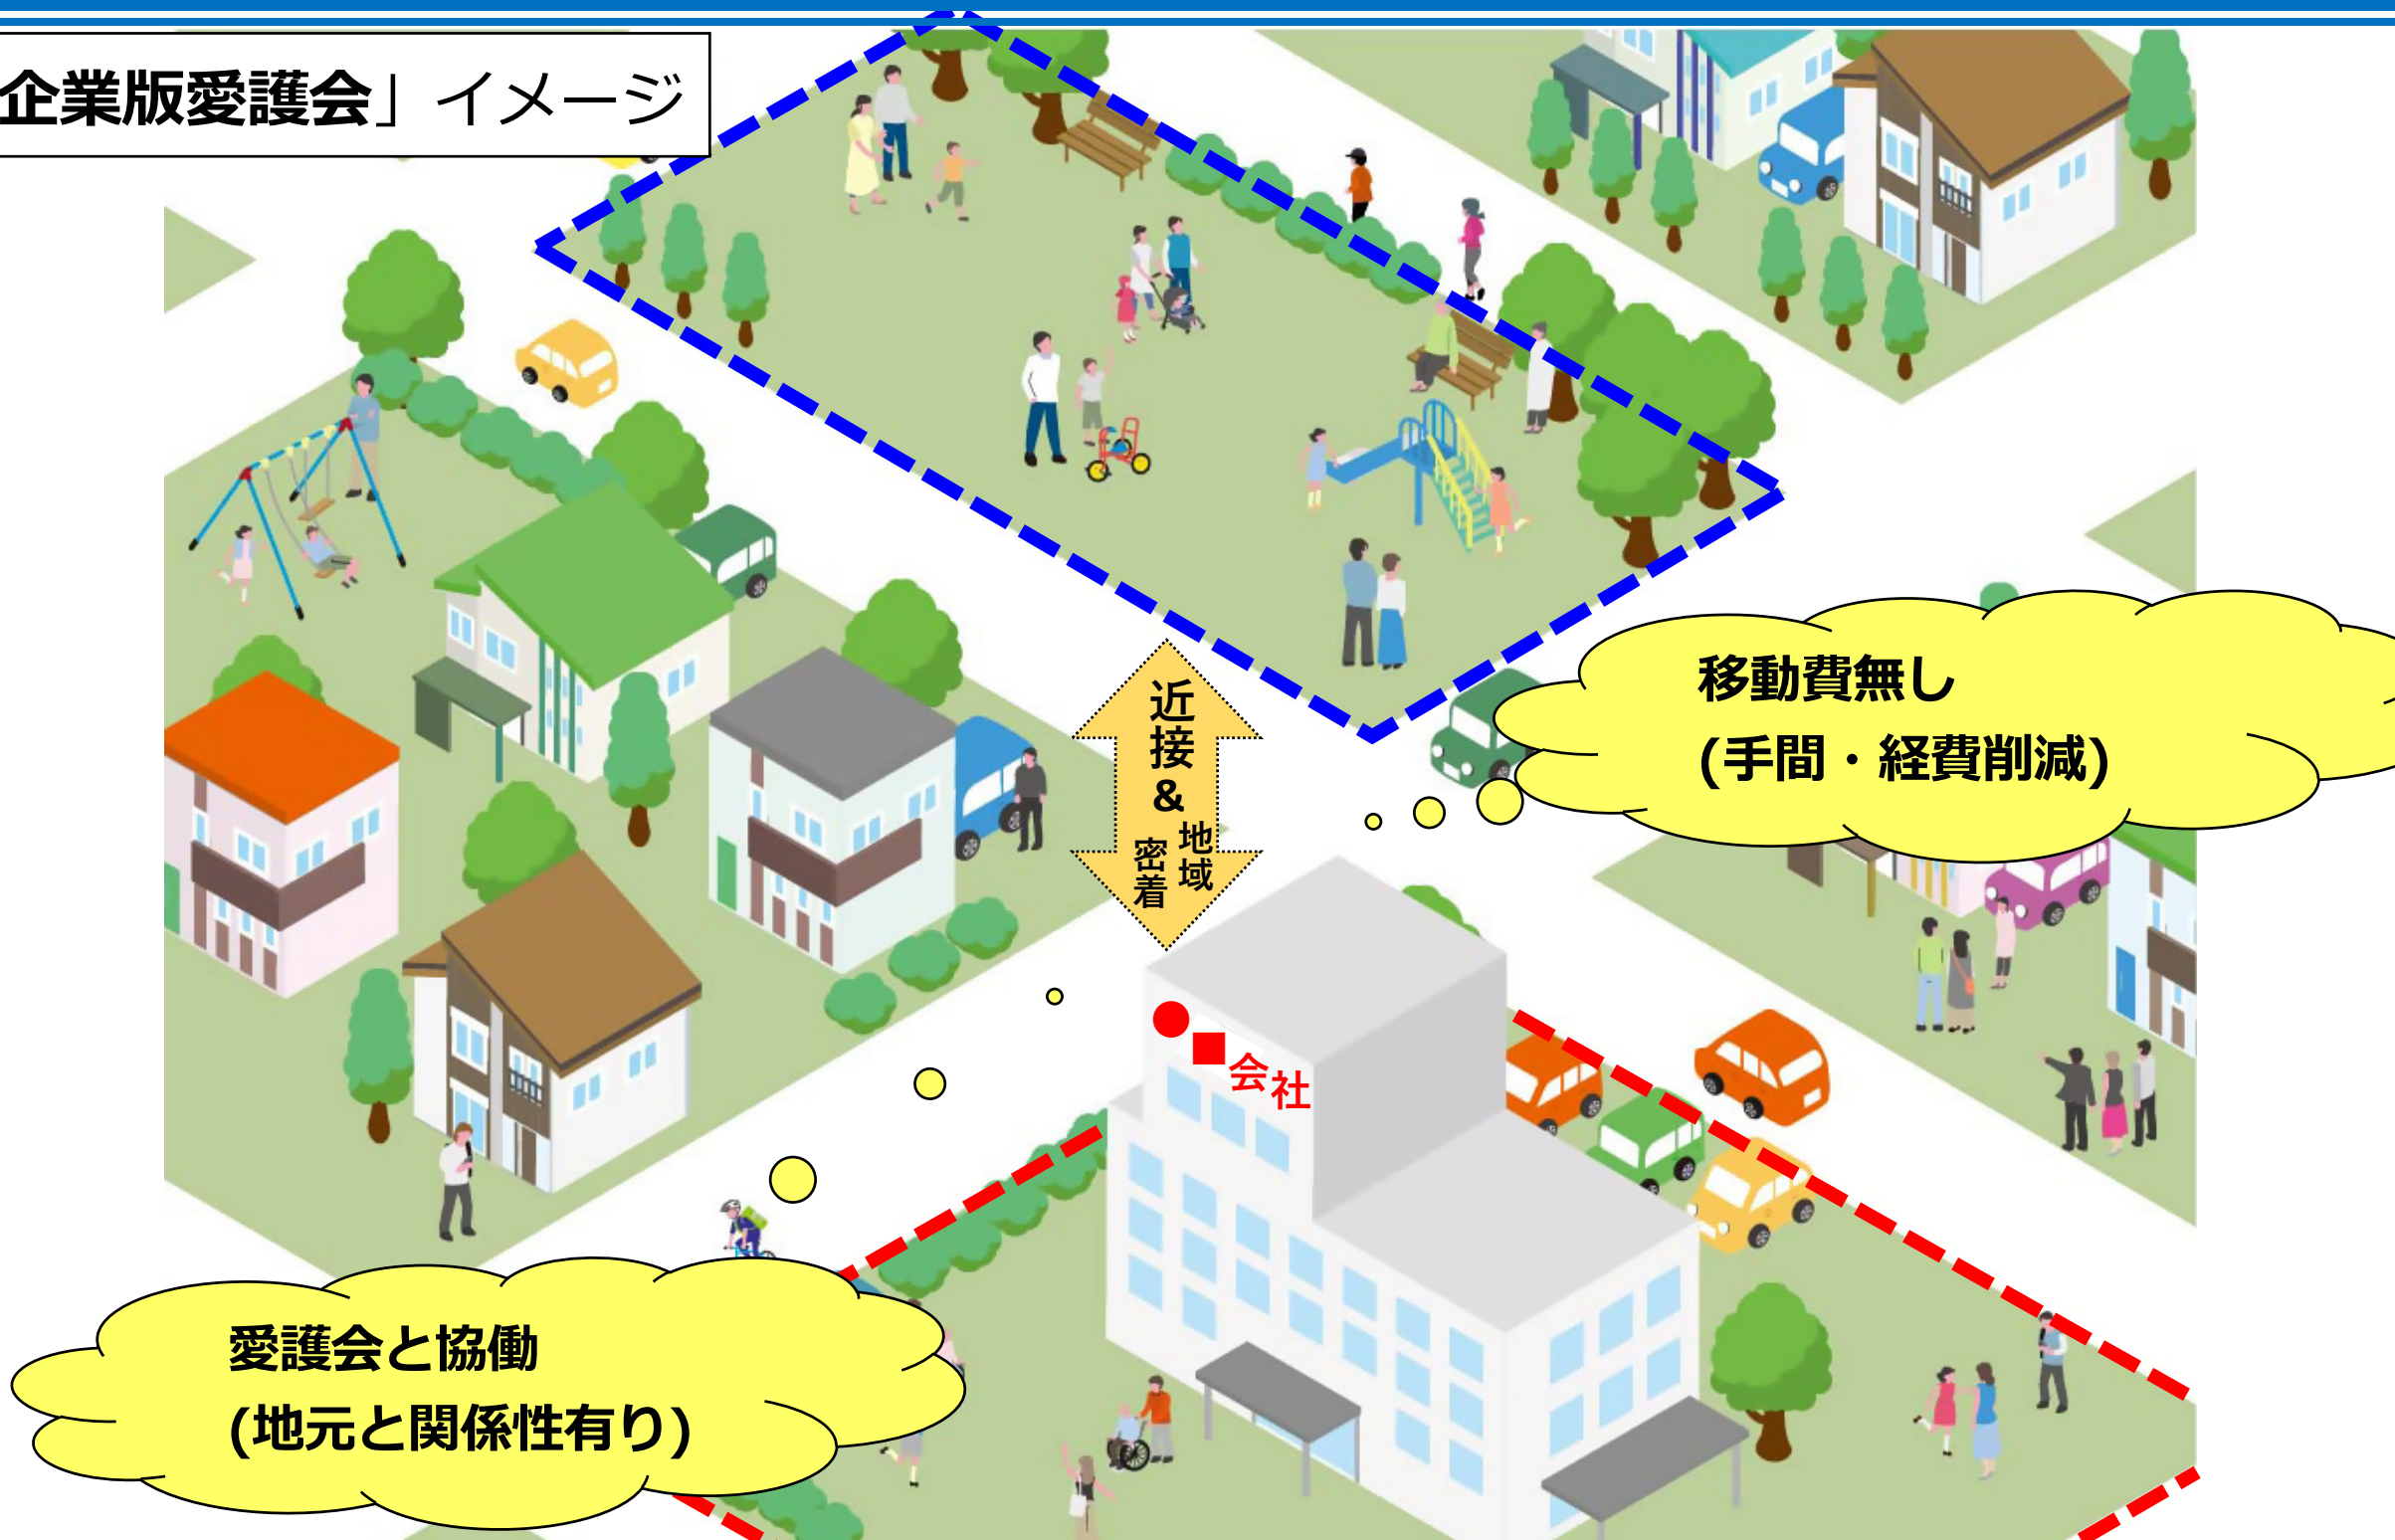 企業版愛護会」イメージ
移動費無し
(手間・経費削減)
近接&地域密着
●■会社
愛護会と協働
(地元と関係性有り)